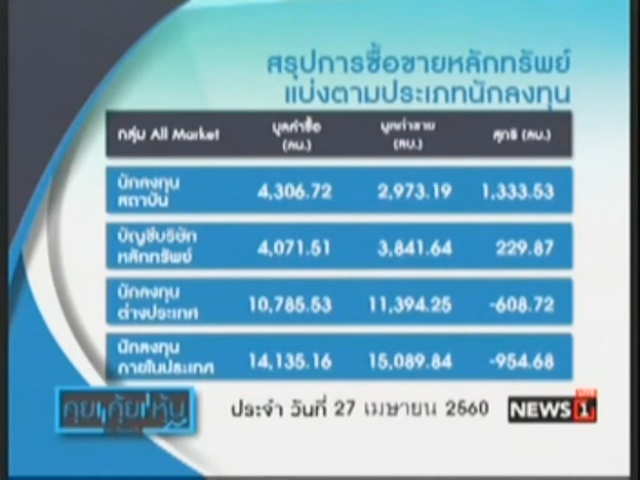 สรุปการซื้อขายหลักทรัพย์
แบ่งตามประเภทนักลงทุน
กลุ่ม All Market มูลค่าซื้อ (ลบ.) มูลค่าขาย (ลบ.) สุทธิ (ลบ.)
นักลงทุน
สถาบัน 4,306.72 2,973.19 1,333.53
บัญชีบริษัท
หลักทรัพย์ 4,071.51 3,841.64 229.87
นักลงทุน
ต่างประเทศ 10,785.53 11,394.25 -608.72
นักลงทุน
ภายในประเทศ 14,135.16 15,089.84 -954.68
คุย คุ้ย หุ้น ประจำ วันที่ 27 เมษายน 2560 NEWS 1